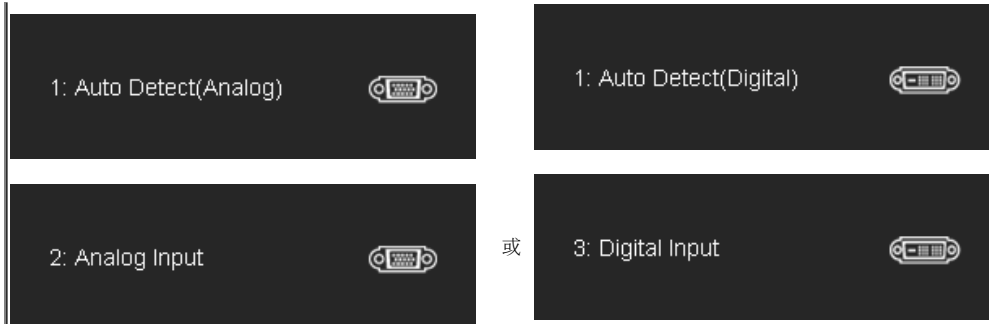 1: Auto Detect(Analog)
1: Auto Detect(Digital)
2: Analog Input
或
3: Digital Input